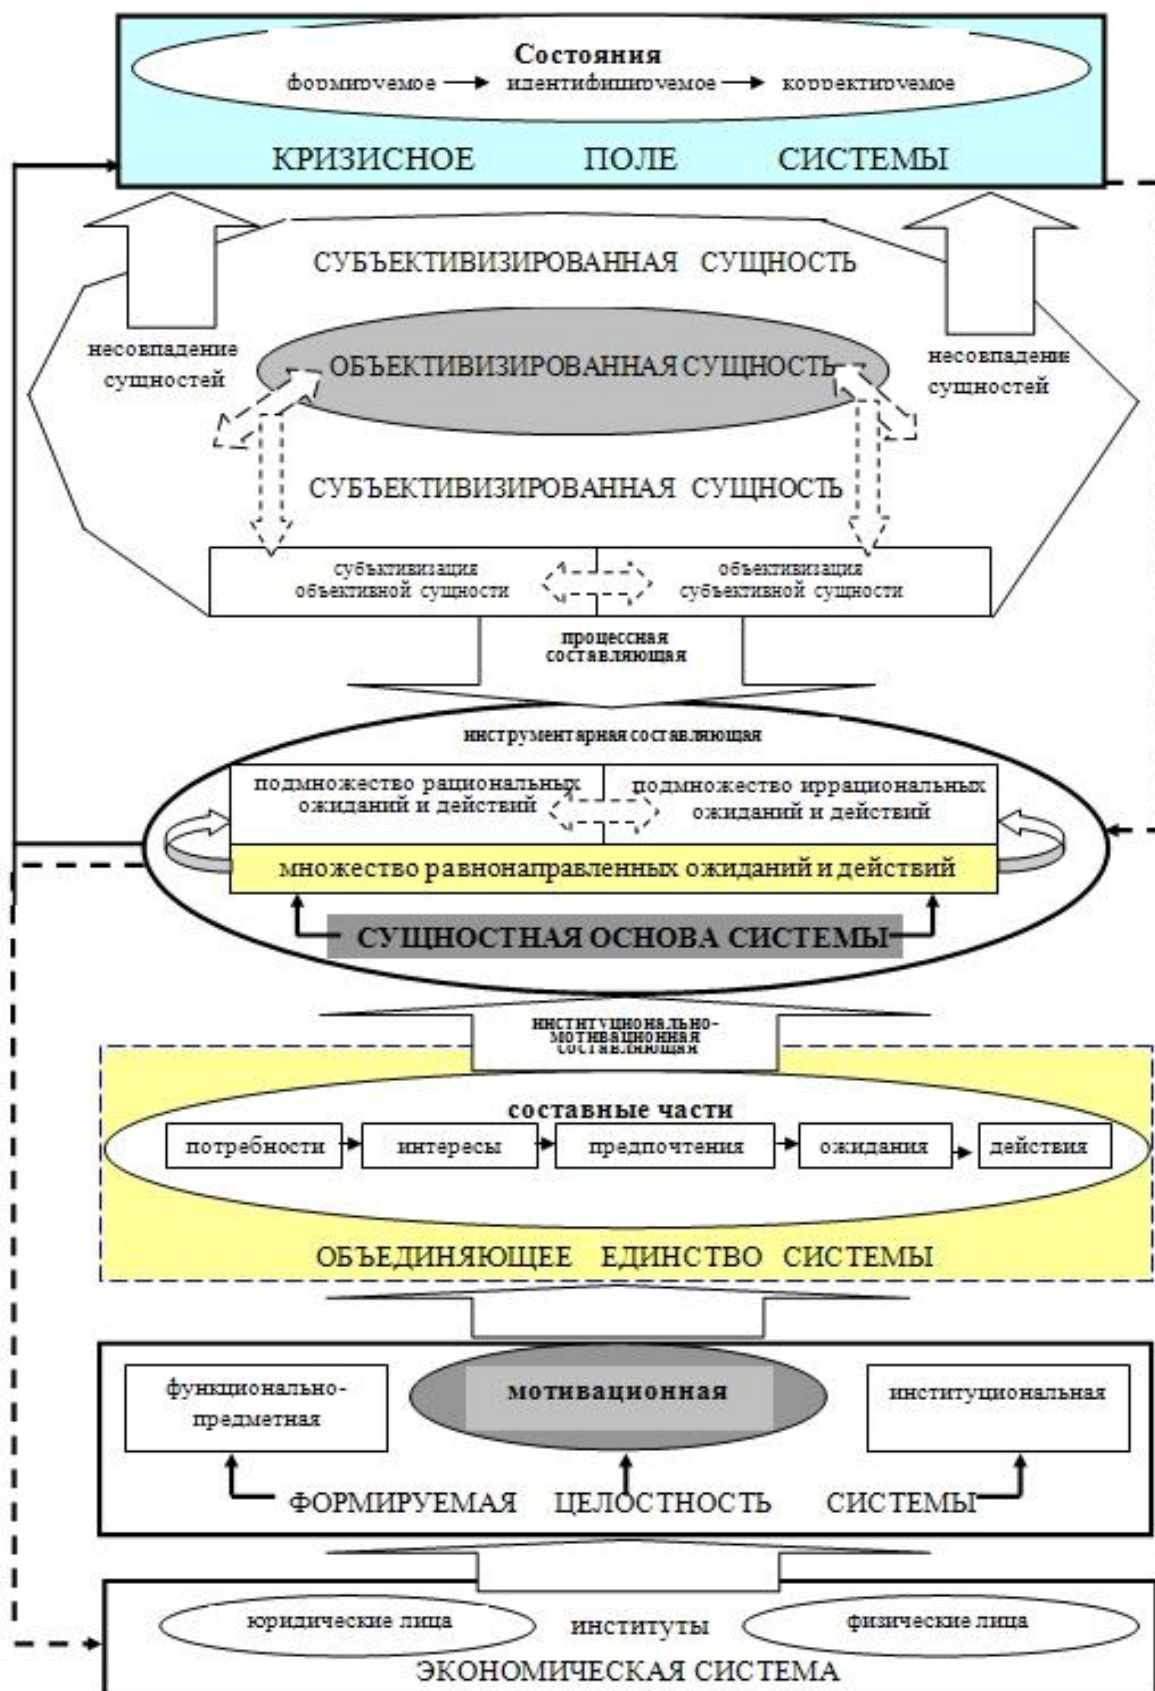 Состояния
формируемое идентифицируемое корректируемое
КРИЗИСНОЕ ПОЛЕ СИСТЕМЫ
СУБЪЕКТИВИЗИРОВАННАЯ СУЩНОСТЬ
несовпадение
сущностей
ОБЪЕКТИВИЗИРОВАННАЯ СУЩНОСТЬ
несовпадение
сущностей
СУБЪЕКТИВИЗИРОВАННАЯ СУЩНОСТЬ
субъективизация
объективной сущности
объективизация
субъективной сущности
процессная
составляющая
инструментарная составляющая
подмножество рациональных
ожиданий и действий
подмножество иррациональных
ожиданий и действий
множество равнонаправленных ожиданий и действий
СУЩНОСТНАЯ ОСНОВА СИСТЕМЫ
институционально-
мотивационная
составляющая
составные части
потребности интересы предпочтения ожидания действия
ОБЪЕДИНЯЮЩЕЕ ЕДИНСТВО СИСТЕМЫ
функционально-
предметная
мотивационная
институциональная
ФОРМИРУЕМАЯ ЦЕЛОСТНОСТЬ СИСТЕМЫ
юридические лица институты физические лица
ЭКОНОМИЧЕСКАЯ СИСТЕМА